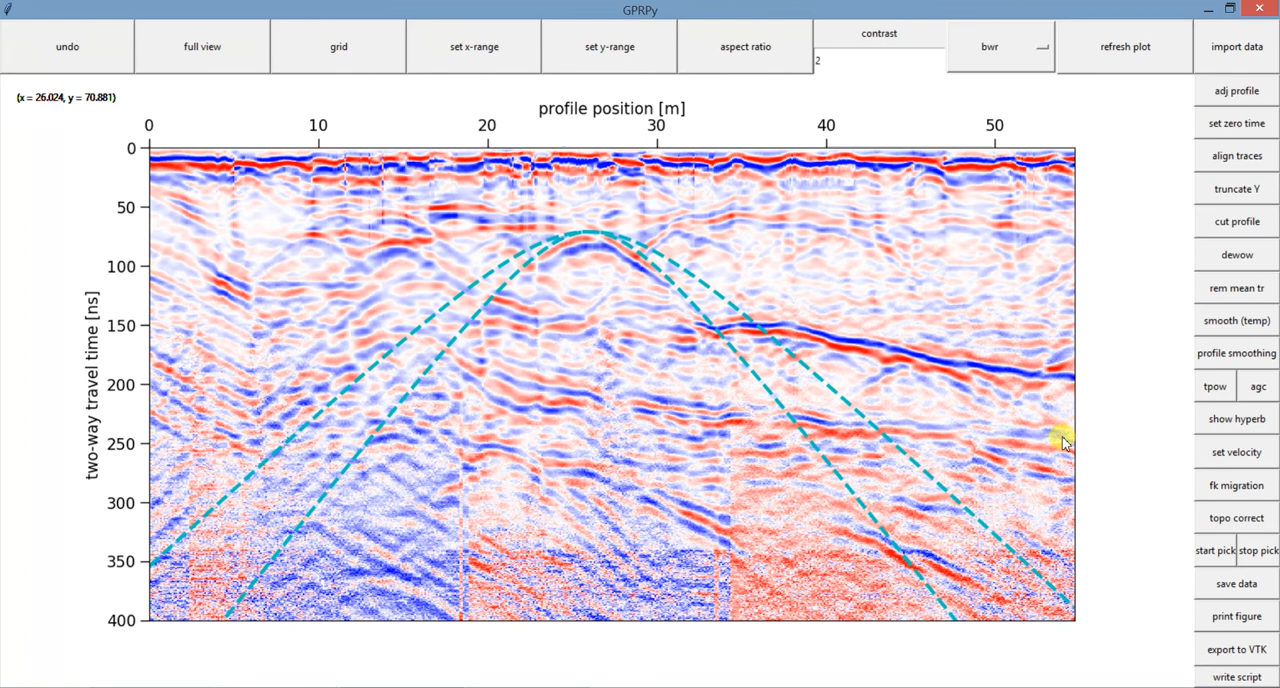 GPRPy
undo
full view
grid
set x-range
set y-range
aspect ratio
contrast
2
bwr
refresh plot
import data
(x = 26.024, y = 70.881)
profile position [m]
0 10 20 30 40 50
two-way travel time [ns]
0
50
100
150
200
250
300
350
400
adj profile
set zero time
align traces
truncate Y
cut profile
dewow
rem mean tr
smooth (temp)
profile smoothing
tpow agc
show hyperb
set velocity
fk migration
topo correct
start pick stop pick
save data
print figure
export to VTK
write script